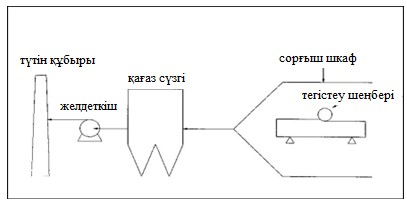 сорғыш шкаф
түтін құбыры
қағаз сүзгі
тегістеу шеңбері
желдеткіш